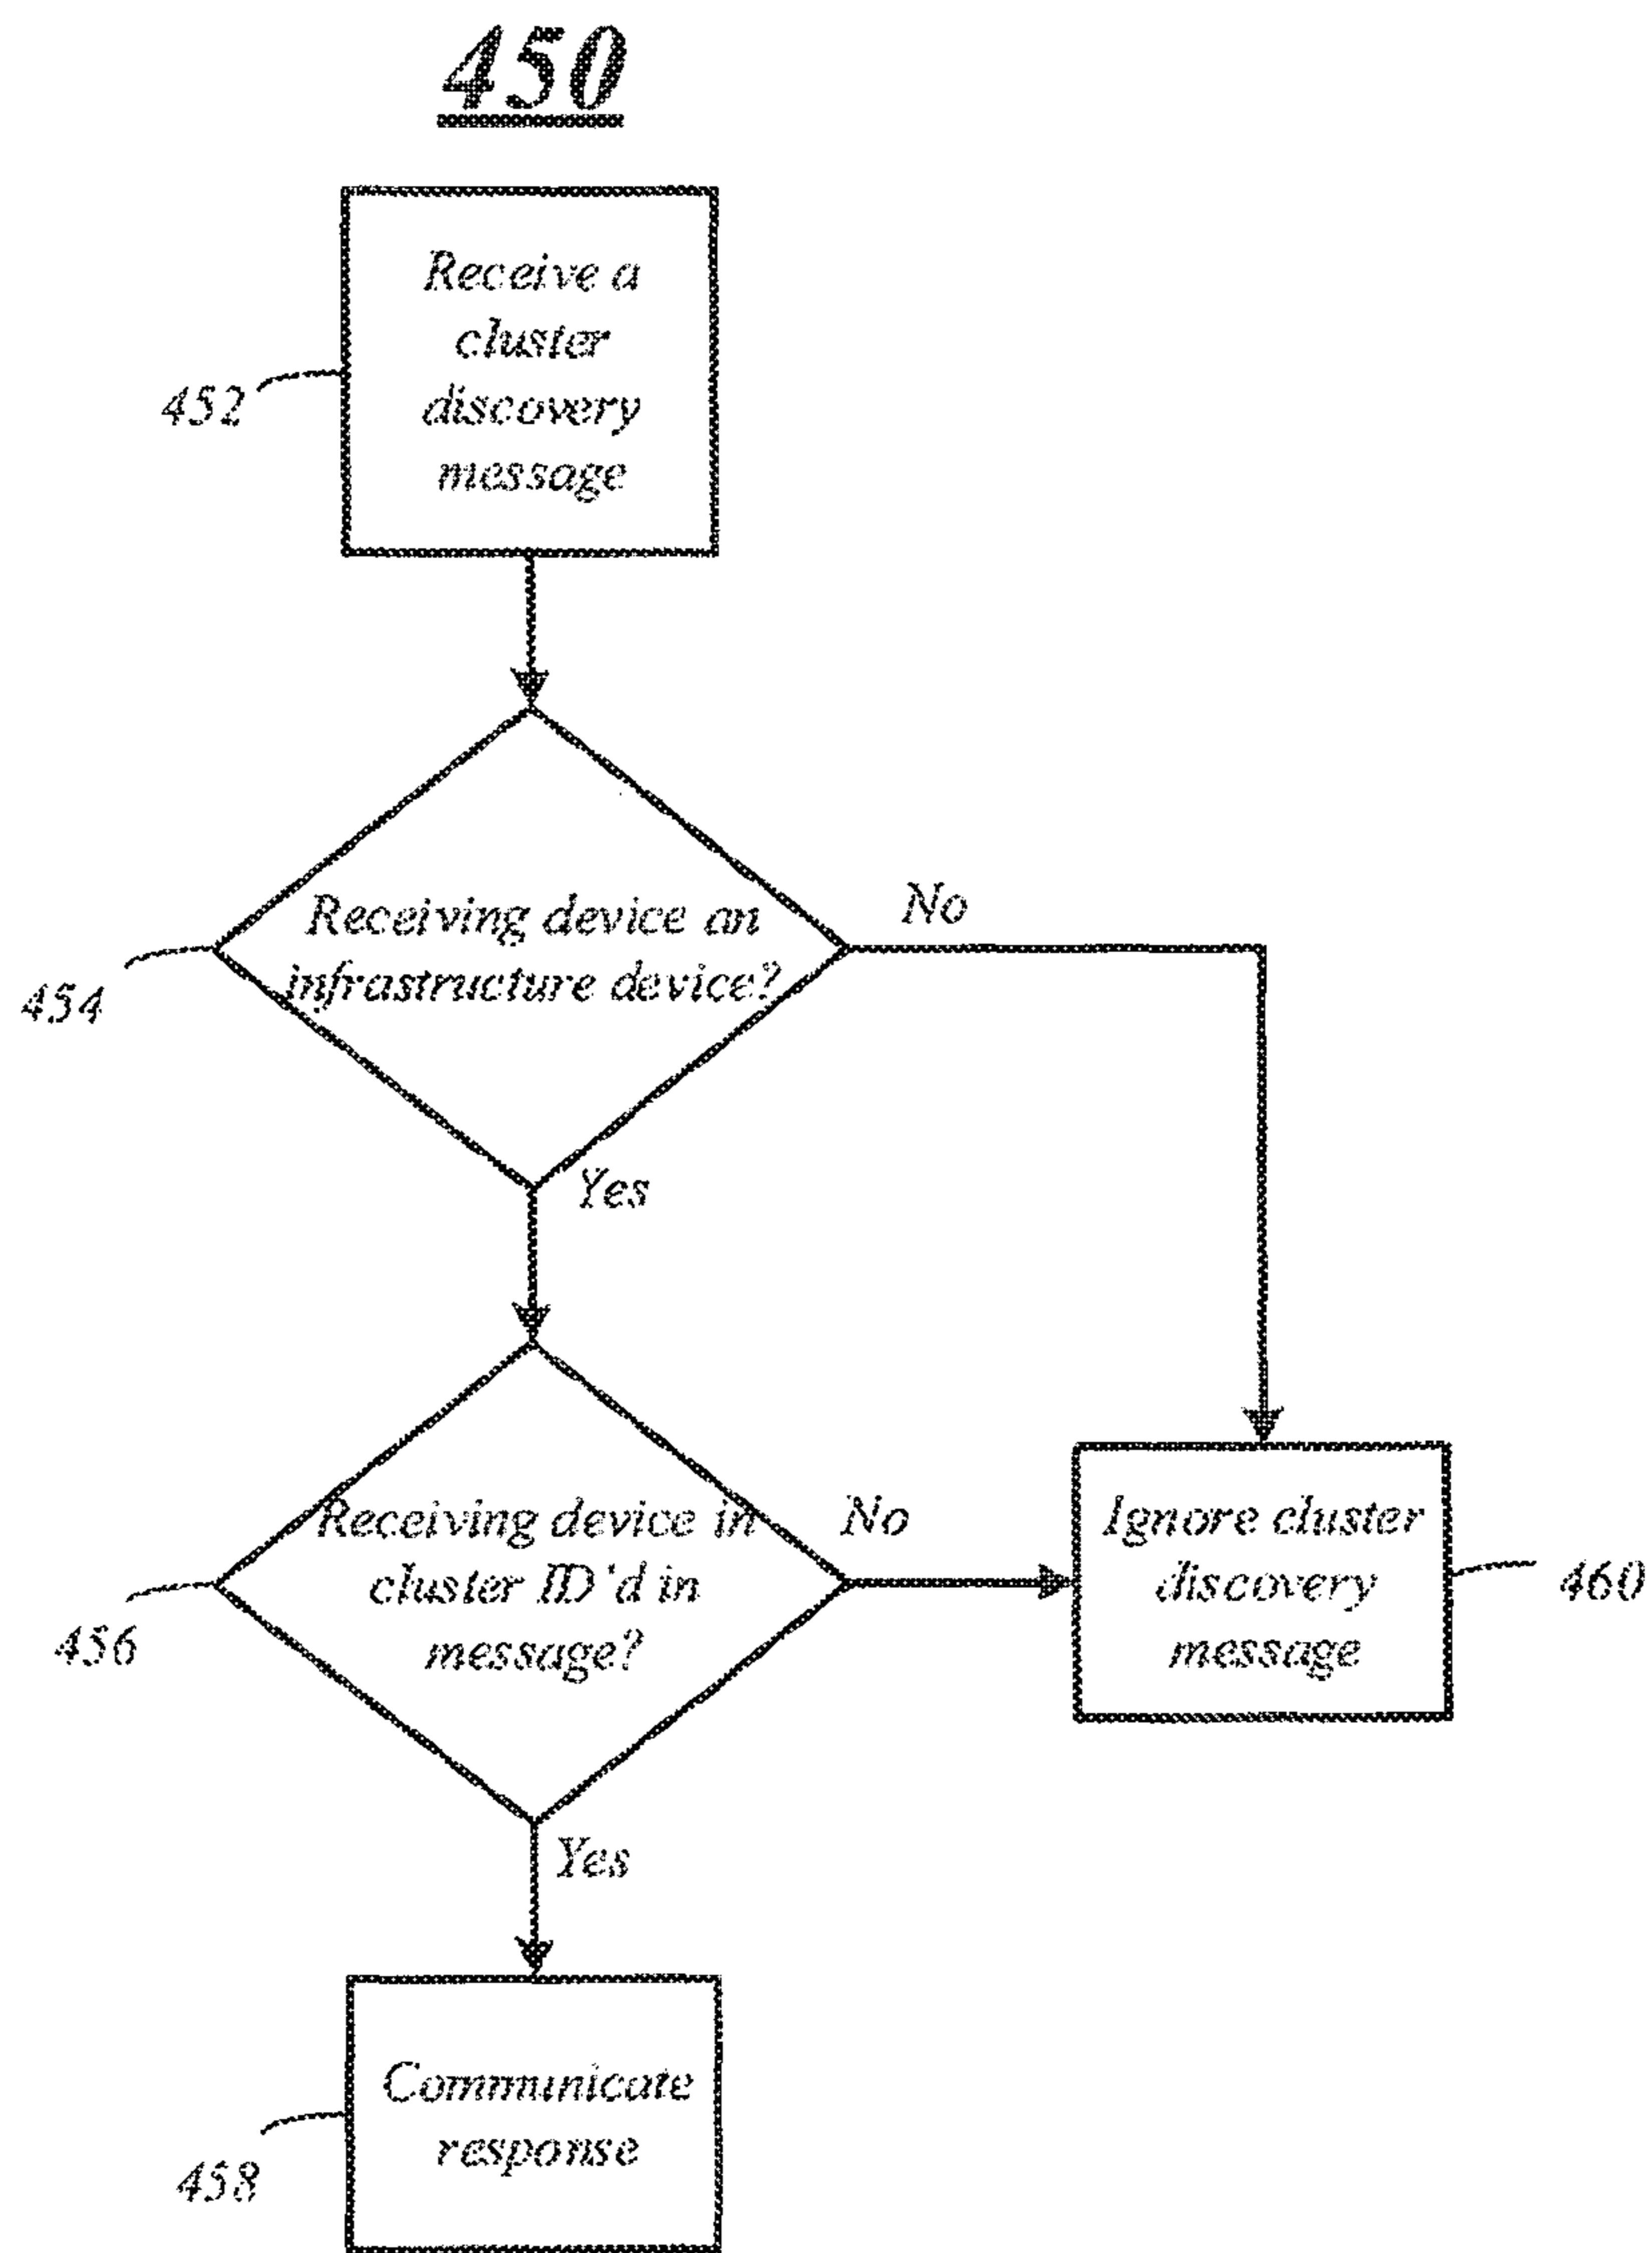 450
Receive a
cluster
discovery
message
452
Receiving device an
infrastructure device?
No
454
Yes
Receiving device in
cluster ID'd in
message?
No
456
Ignore cluster
discovery
message
460
Yes
Communicate
response
458